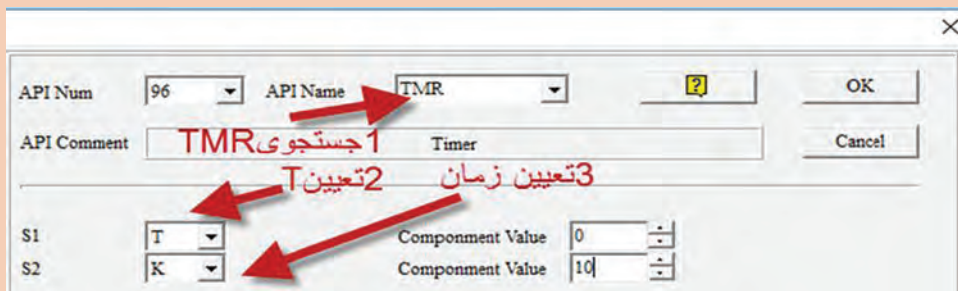 API Num 96 API Name TMR ? OK
1جستجویTMR
API Comment Timer Cancel
2تعیینT
3تعیین زمان
S1 T Componment Value 0
S2 K Componment Value 10